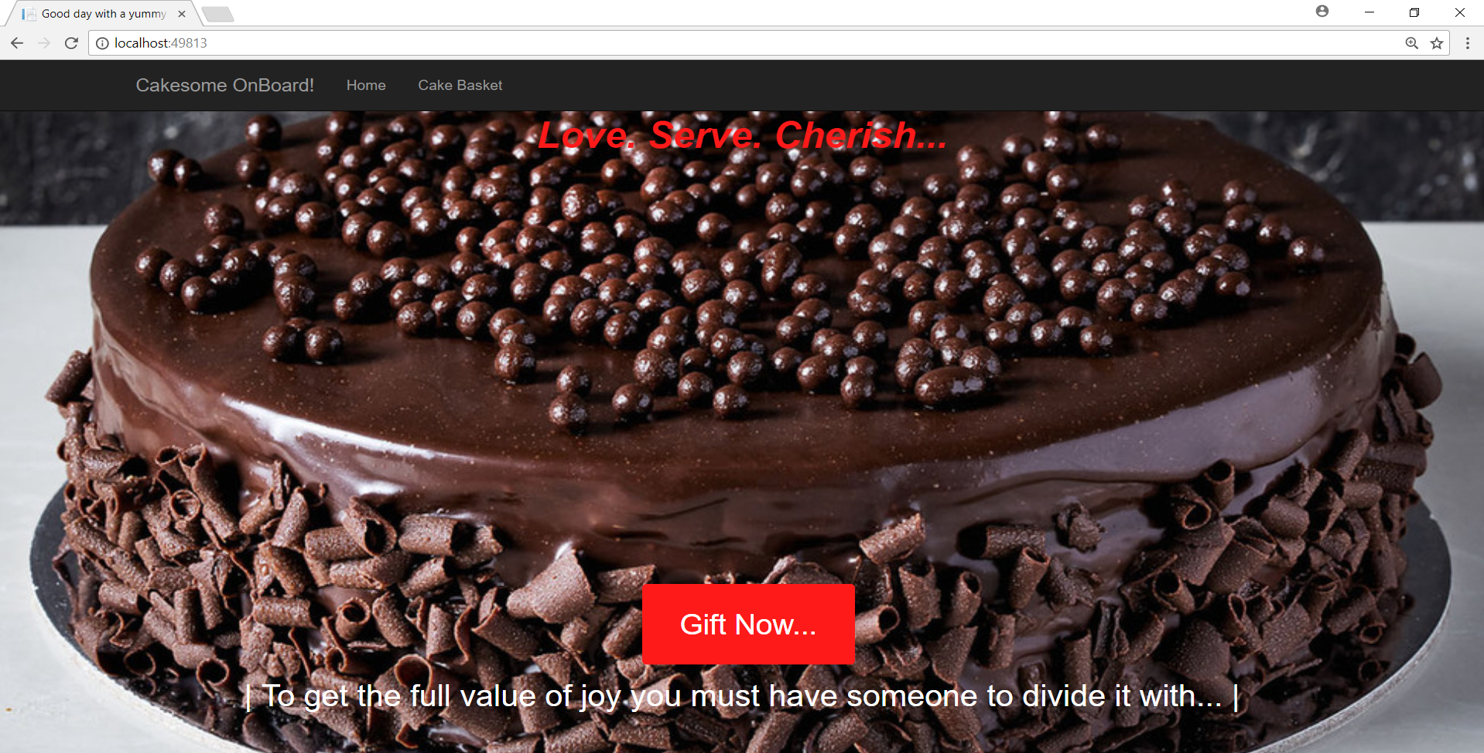 Good day with a yummy
localhost:49813
Cakesome OnBoard! Home Cake Basket
Love. Serve. Cherish...
Gift Now...
| To get the full value of joy you must have someone to divide it with... |